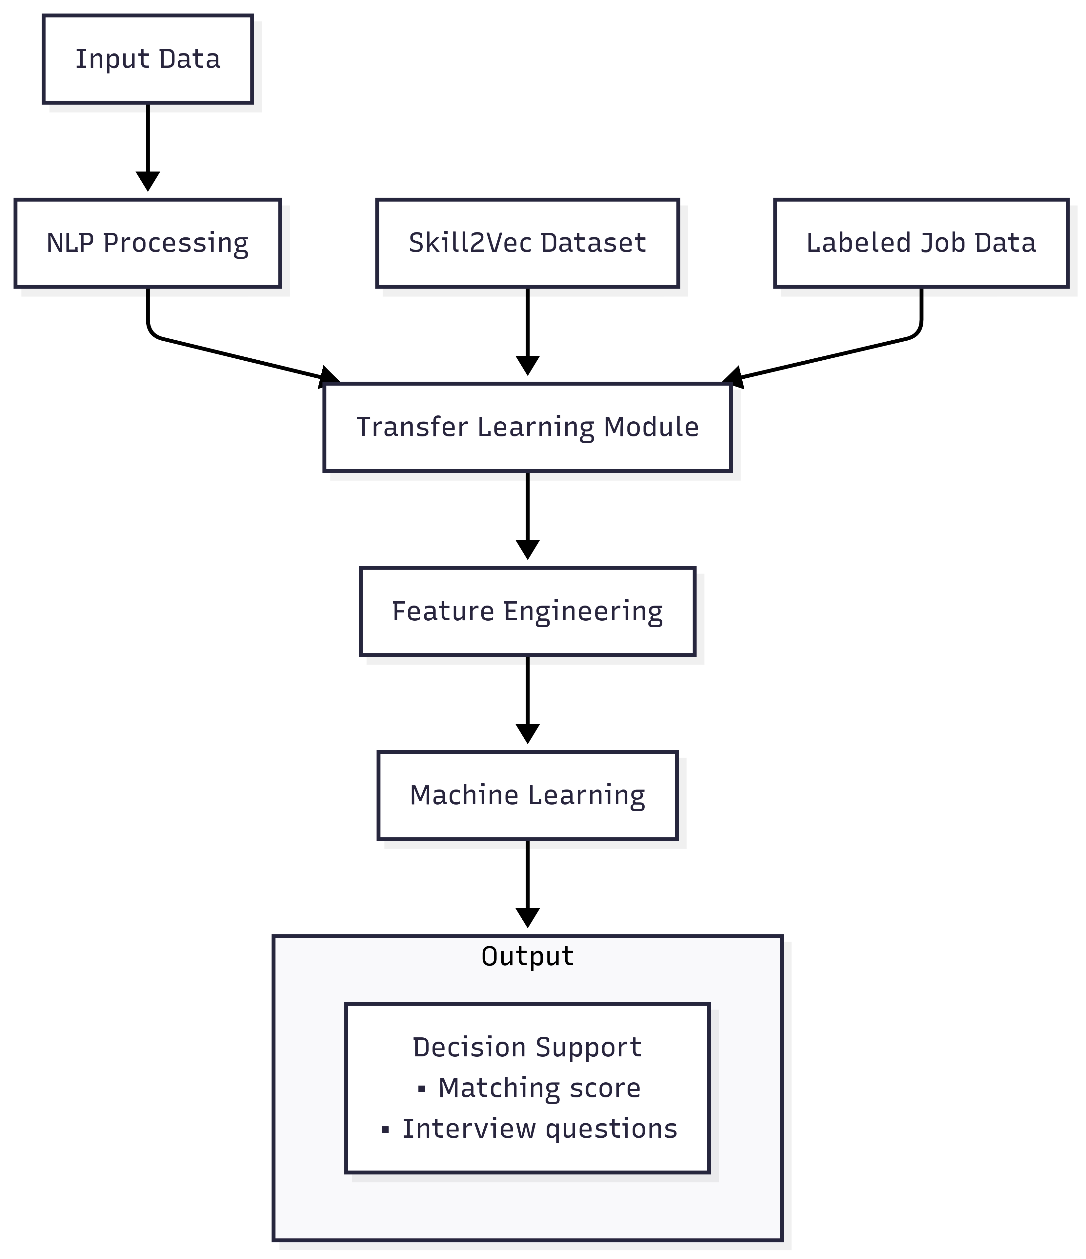 Input Data
NLP Processing
Skill2Vec Dataset
Labeled Job Data
Transfer Learning Module
Feature Engineering
Machine Learning
Output
Decision Support
▪ Matching score
▪ Interview questions